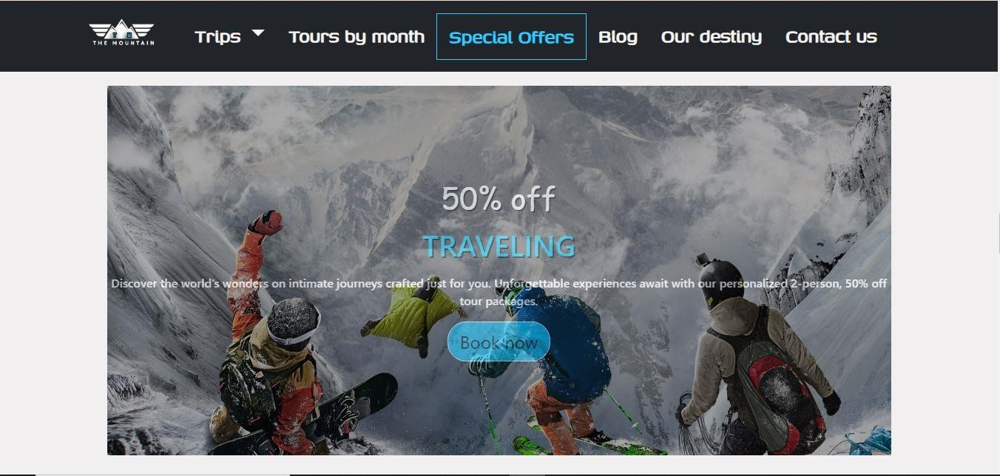 T M
THE MOUNTAIN
Trips
Tours by month
Special Offers
Blog
Our destiny
Contact us
50% off
TRAVELING
Discover the world's wonders on intimate journeys crafted just for you. Unforgettable experiences await with our personalized 2-person, 50% off
tour packages.
Book now